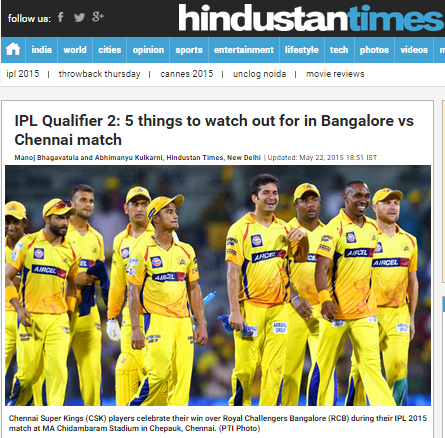 follow us:
hindustantimes
india world cities opinion sports entertainment lifestyle tech photos videos
ipl 2015 | throwback thursday | cannes 2015 | unclog noida | movie reviews
IPL Qualifier 2: 5 things to watch out for in Bangalore vs
Chennai match
Manoj Bhagavatula and Abhimanyu Kulkarni, Hindustan Times, New Delhi | Updated: May 22, 2015 18:51 IST
AIRCEL AIRCEL AIRCEL AIRCEL AIRCEL
Chennai Super Kings (CSK) players celebrate their win over Royal Challengers Bangalore (RCB) during their IPL 2015
match at MA Chidambaram Stadium in Chepauk, Chennai. (PTI Photo)